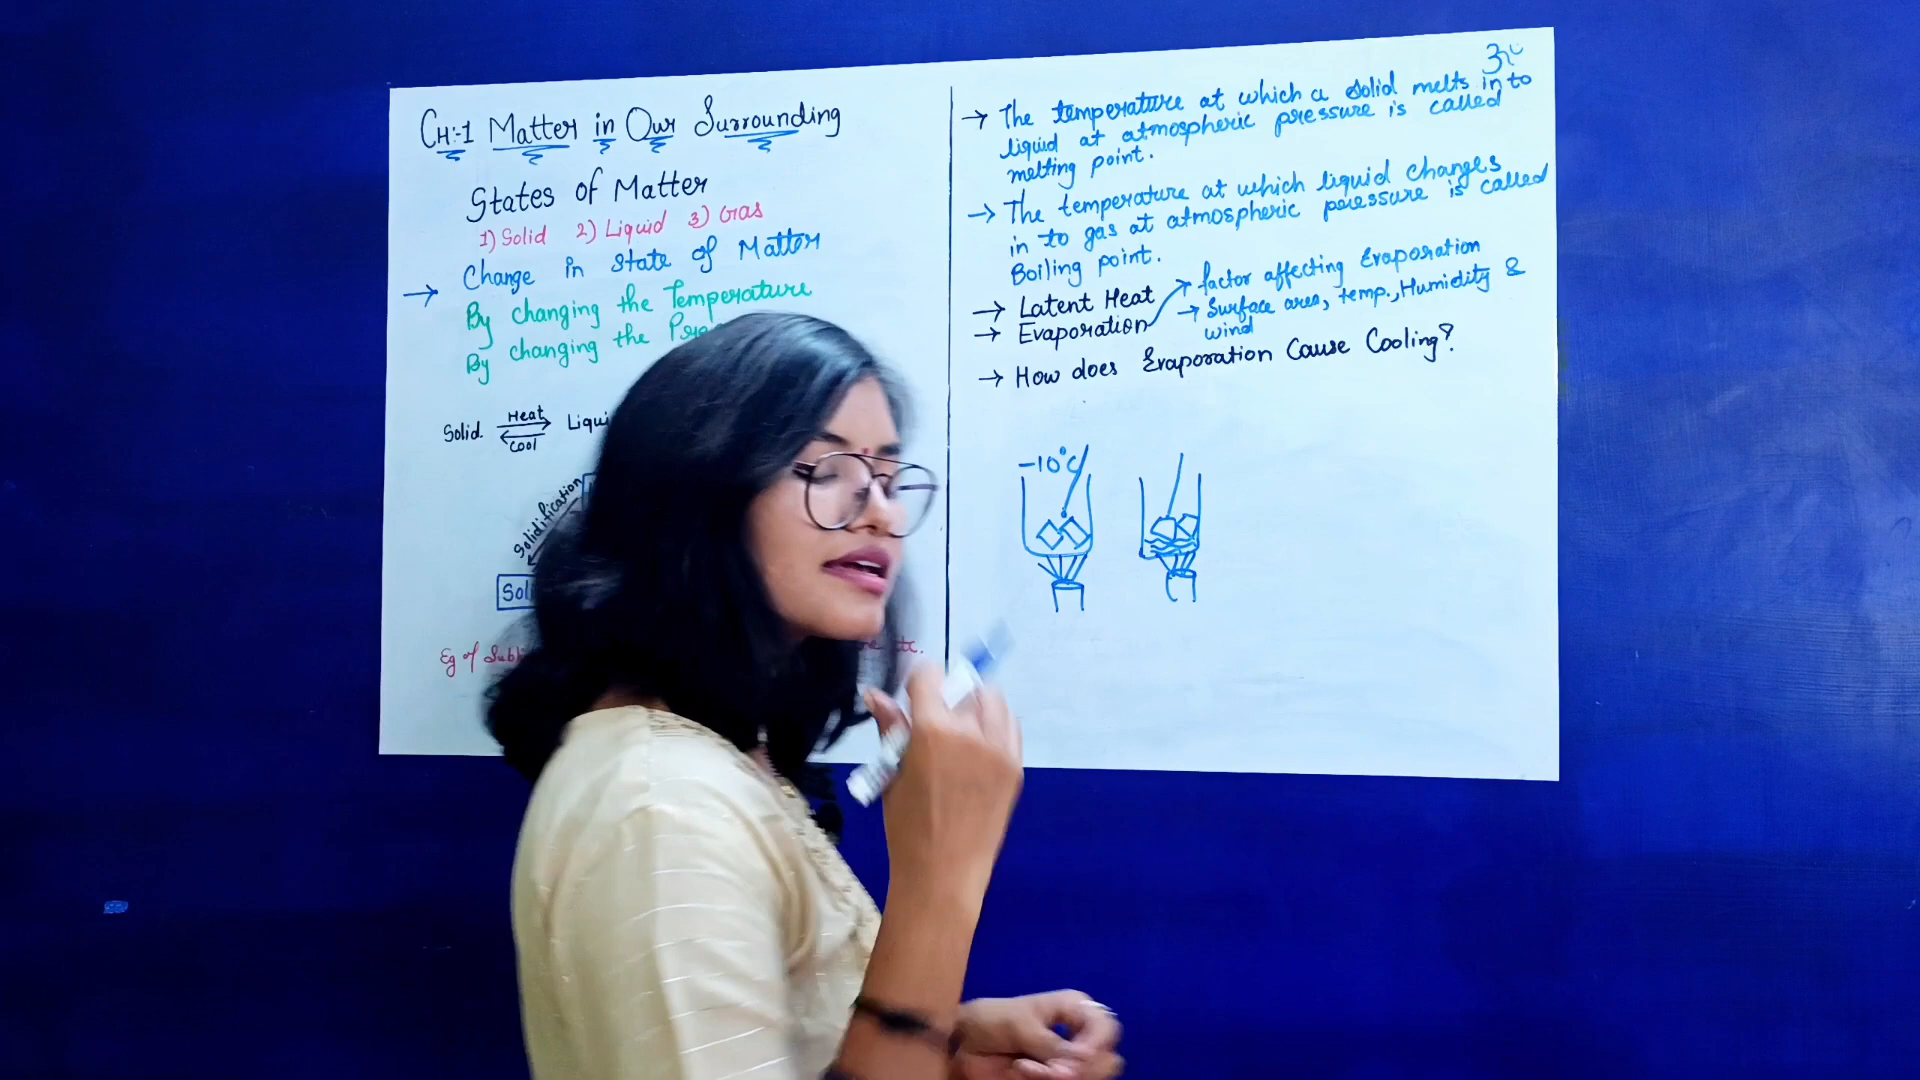 CH:-1 Matter in Our Surrounding
States of Matter
1) Solid 2) Liquid 3) Gas
→ Change in state of Matter
By changing the Temperature
By changing the
Solid Heat
Cool
Solidification
Eg of
etc.
→ The temperature at which a solid melts in to
liquid at atmospheric pressure is called
melting point.
→ The temperature at which liquid changes
in to gas at atmospheric pressure is called
Boiling point.
→ Latent Heat
→ Evaporation → factor affecting Evaporation
→ Surface area, temp., Humidity &
wind
→ How does Evaporation Cause Cooling?
-10°C